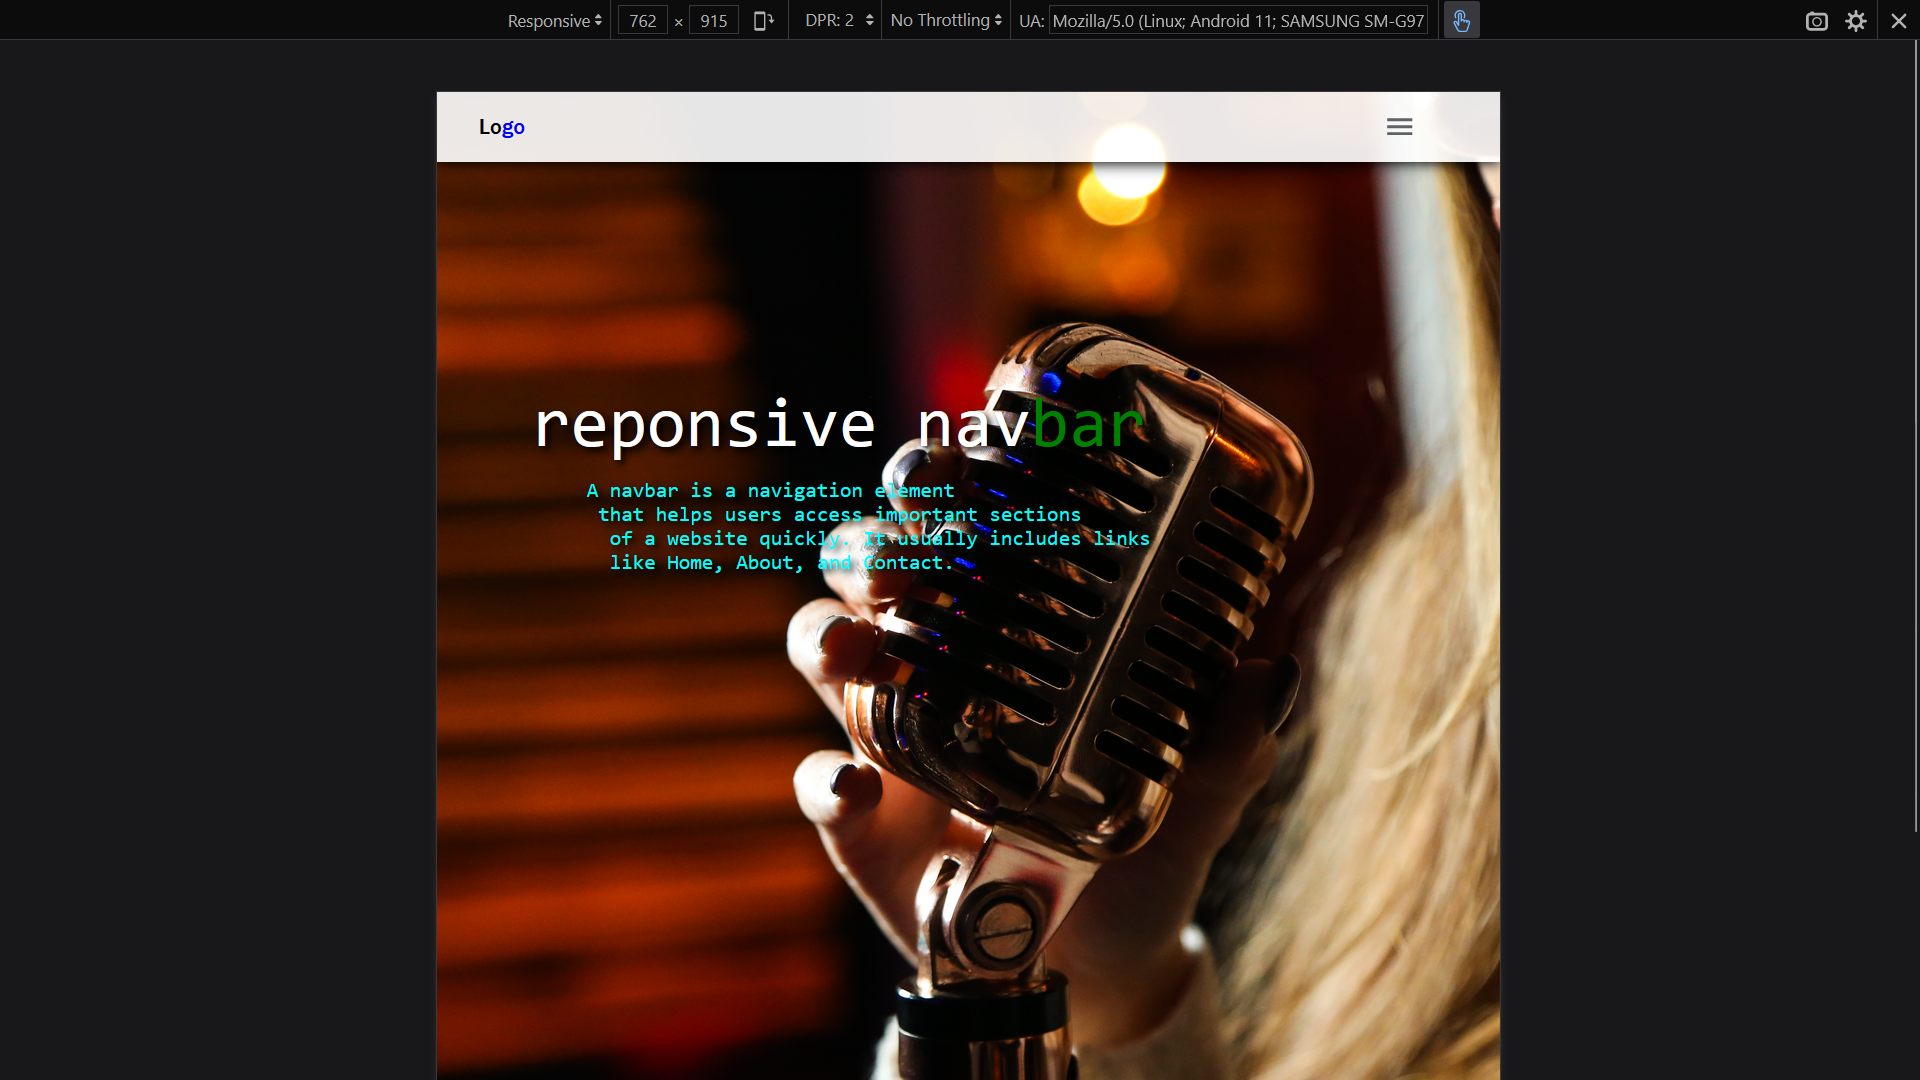 Responsive 762 × 915 DPR: 2 No Throttling UA: Mozilla/5.0 (Linux; Android 11; SAMSUNG SM-G97
Logo
reponsive navbar
A navbar is a navigation element
that helps users access important sections
of a website quickly. It usually includes links
like Home, About, and Contact.